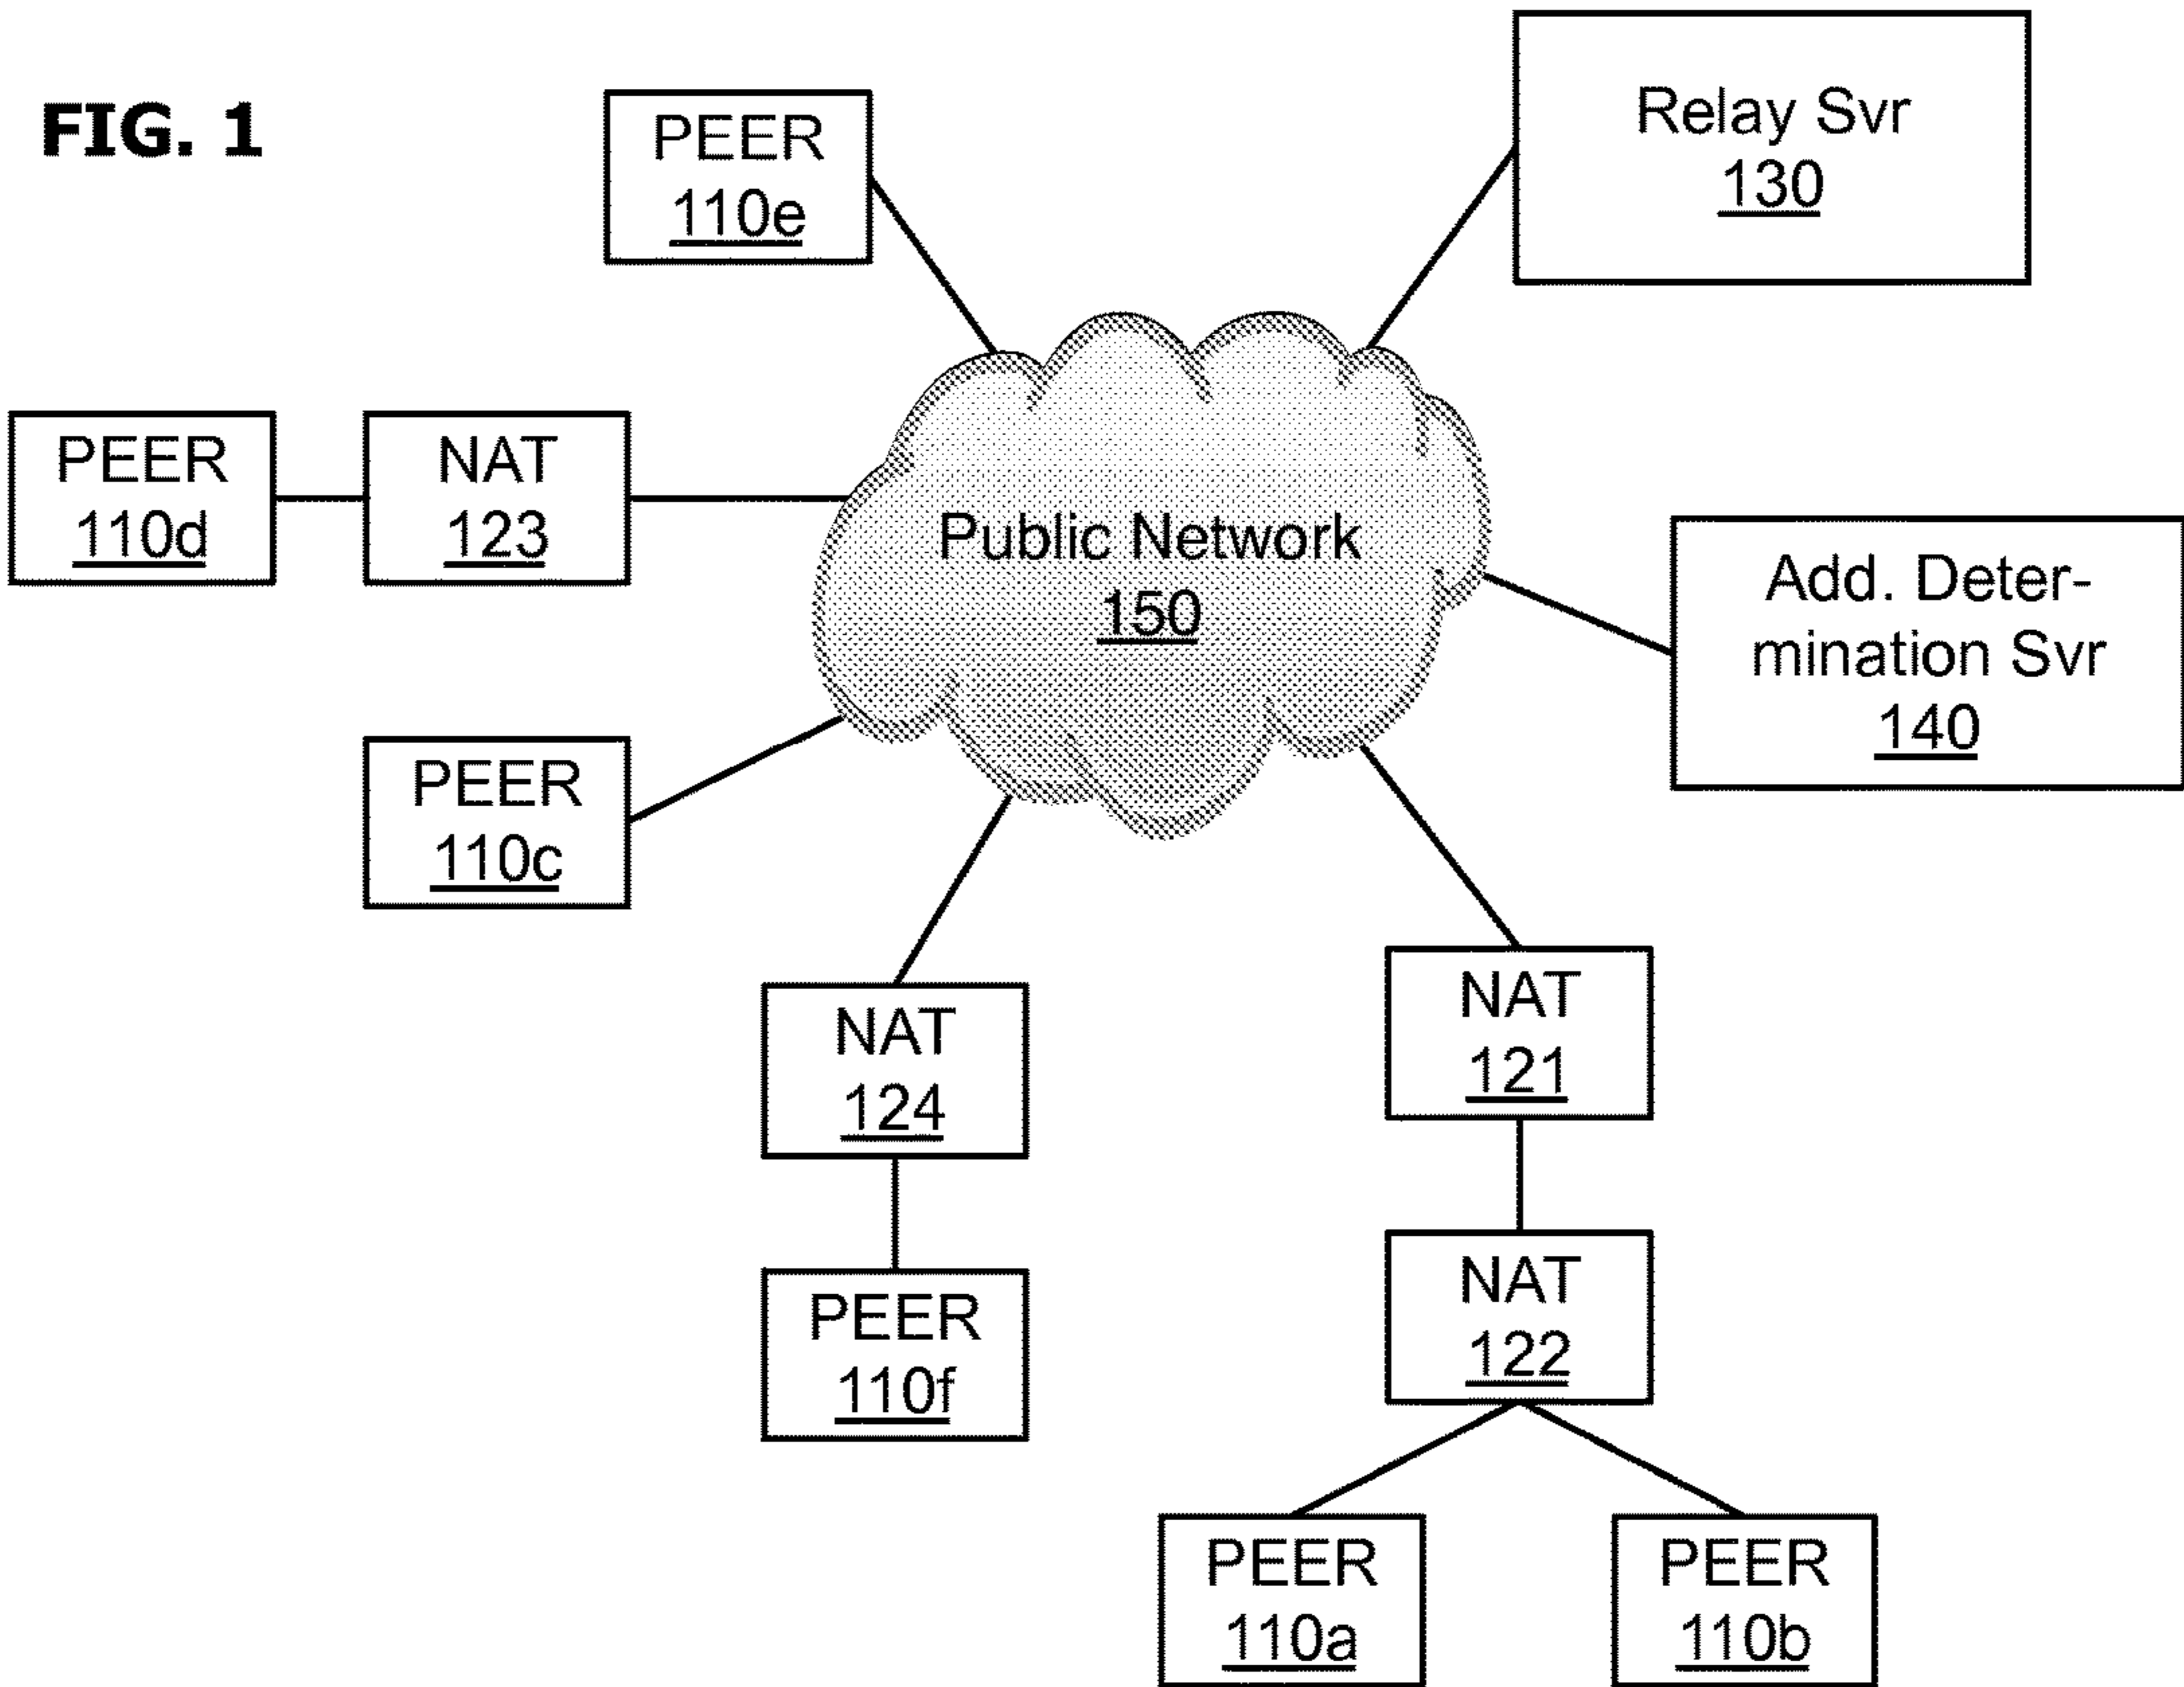 FIG. 1
PEER
110e
Relay Svr
130
PEER
110d
NAT
123
Public Network
150
Add. Deter-
mination Svr
140
PEER
110c
NAT
124
NAT
121
PEER
110f
NAT
122
PEER
110a
PEER
110b